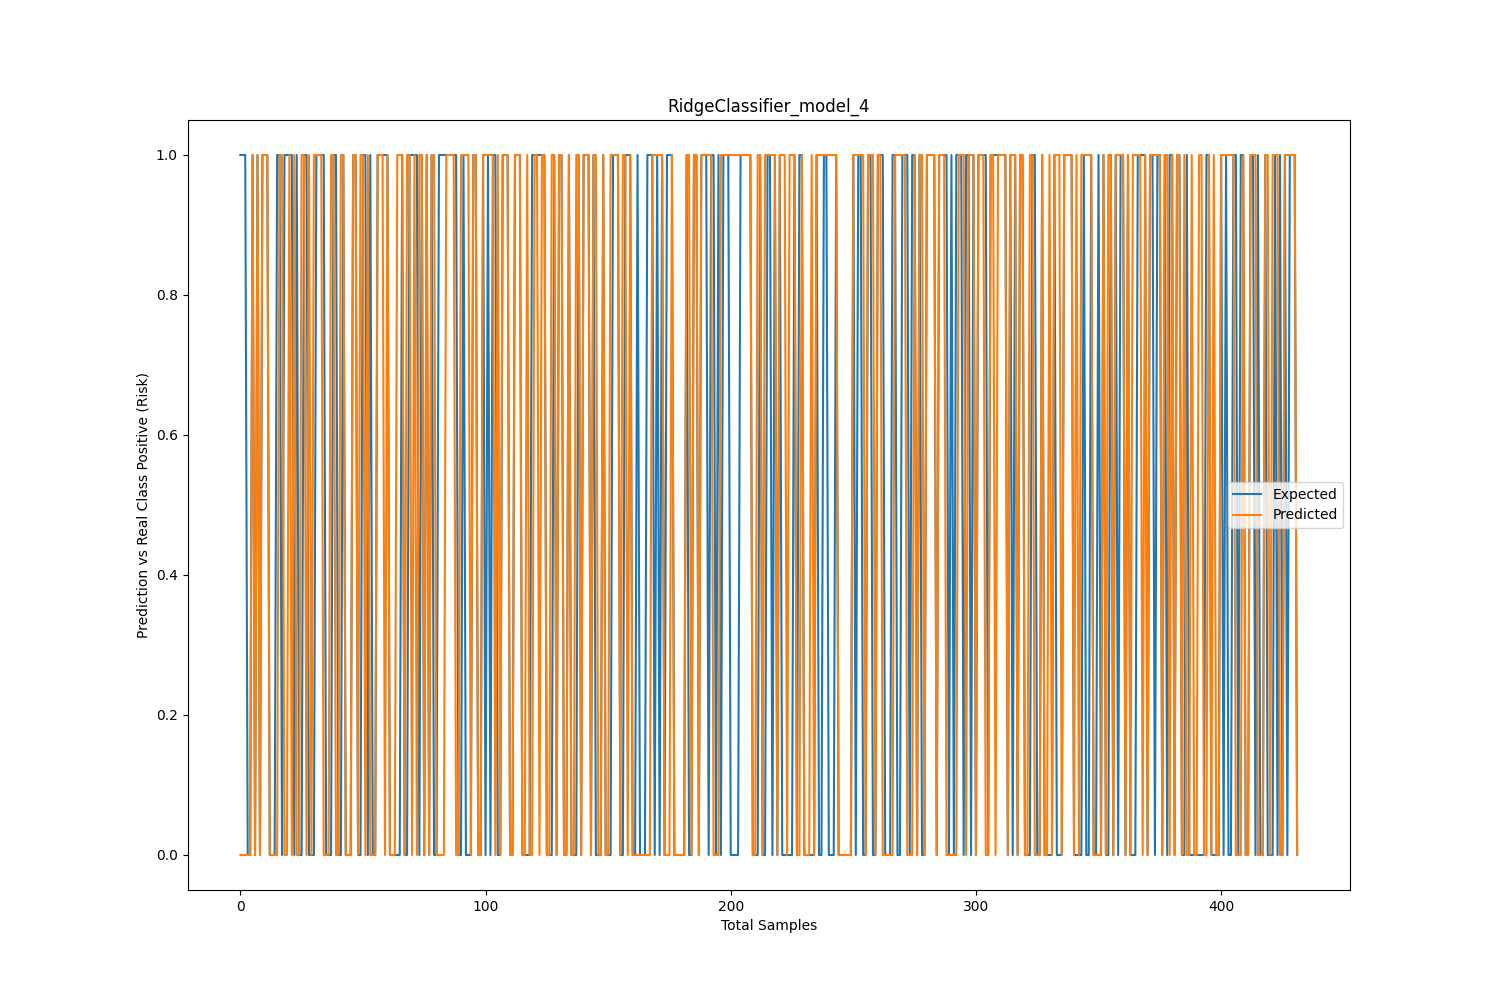 RidgeClassifier_model_4
1.0
0.8
0.6
0.4
0.2
0.0
Prediction vs Real Class Positive (Risk)
Expected
Predicted
0 100 200 300 400
Total Samples